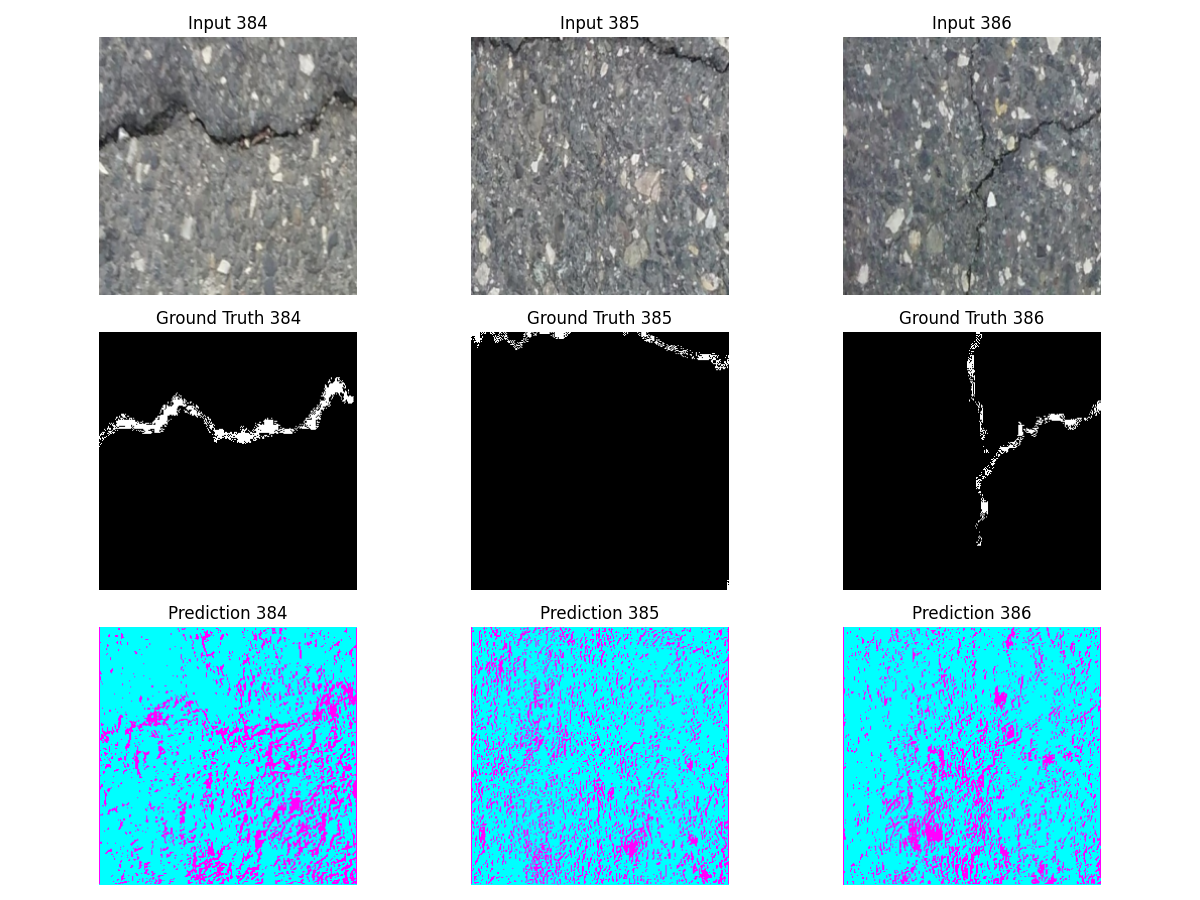 Input 384
Input 385
Input 386
Ground Truth 384
Ground Truth 385
Ground Truth 386
Prediction 384
Prediction 385
Prediction 386